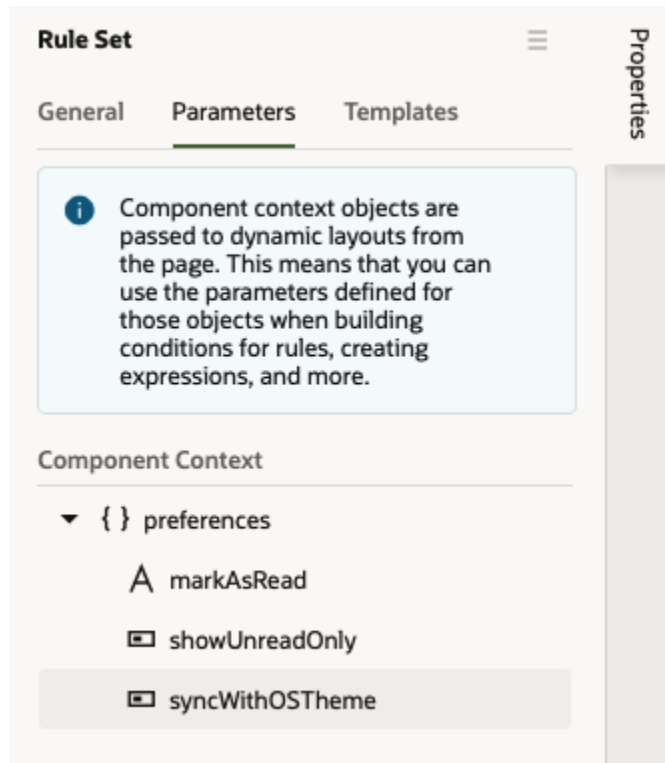 Rule Set
Properties
General Parameters Templates
Component context objects are
passed to dynamic layouts from
the page. This means that you can
use the parameters defined for
those objects when building
conditions for rules, creating
expressions, and more.
Component Context
{ } preferences
A markAsRead
showUnreadOnly
syncWithOSTheme